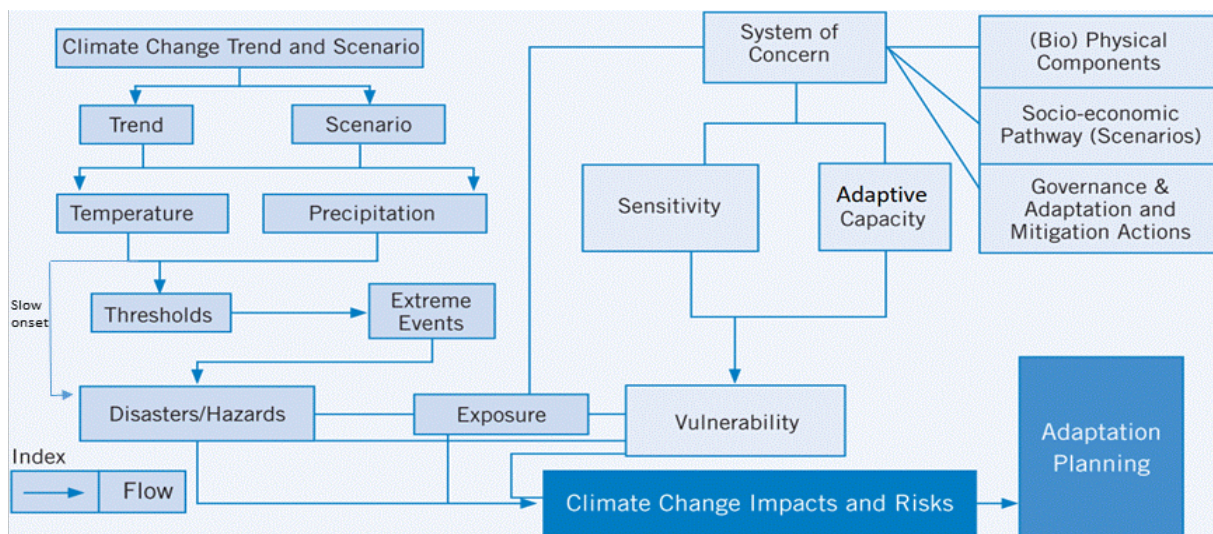 Climate Change Trend and Scenario
Trend
Scenario
Temperature
Precipitation
Slow
onset
Thresholds
Extreme
Events
Disasters/Hazards
Exposure
Index
Flow
System of
Concern
Sensitivity
Adaptive
Capacity
Vulnerability
(Bio) Physical
Components
Socio-economic
Pathway (Scenarios)
Governance &
Adaptation and
Mitigation Actions
Climate Change Impacts and Risks
Adaptation
Planning